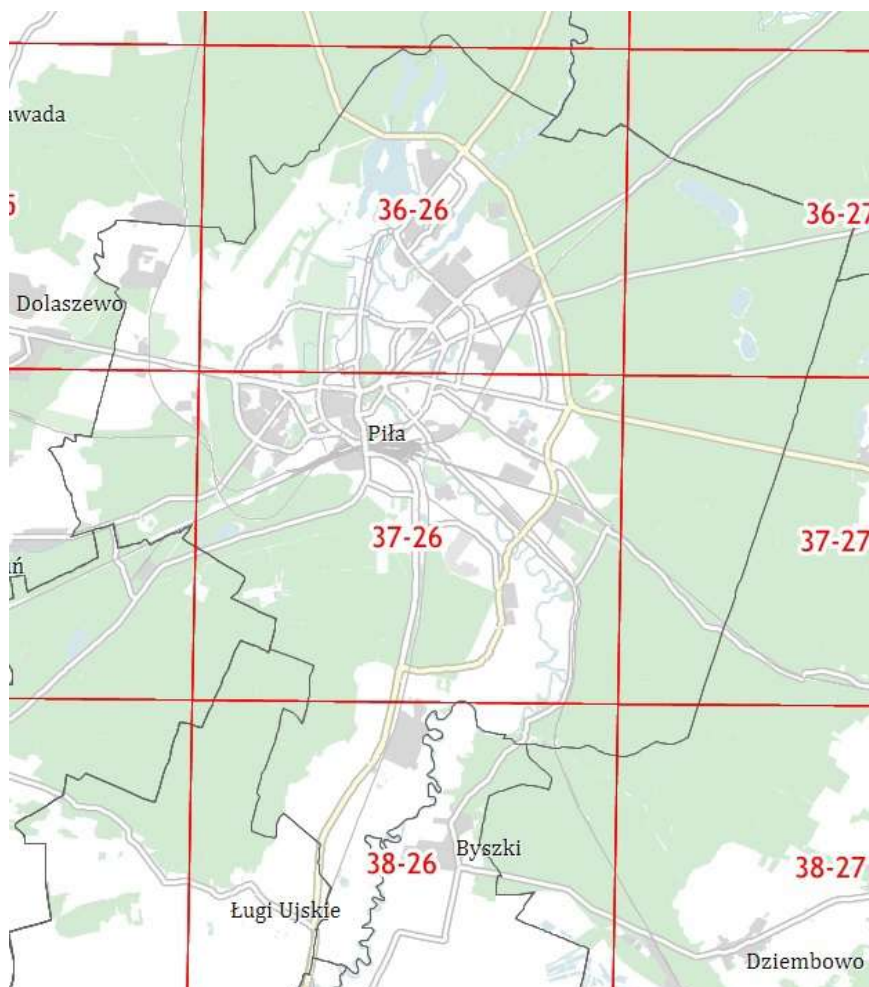 awada
6
36-26
36-27
Dolaszewo
Piła
37-26
37-27
ń
38-26
Byszki
38-27
Ługi Ujskie
Dziembowo